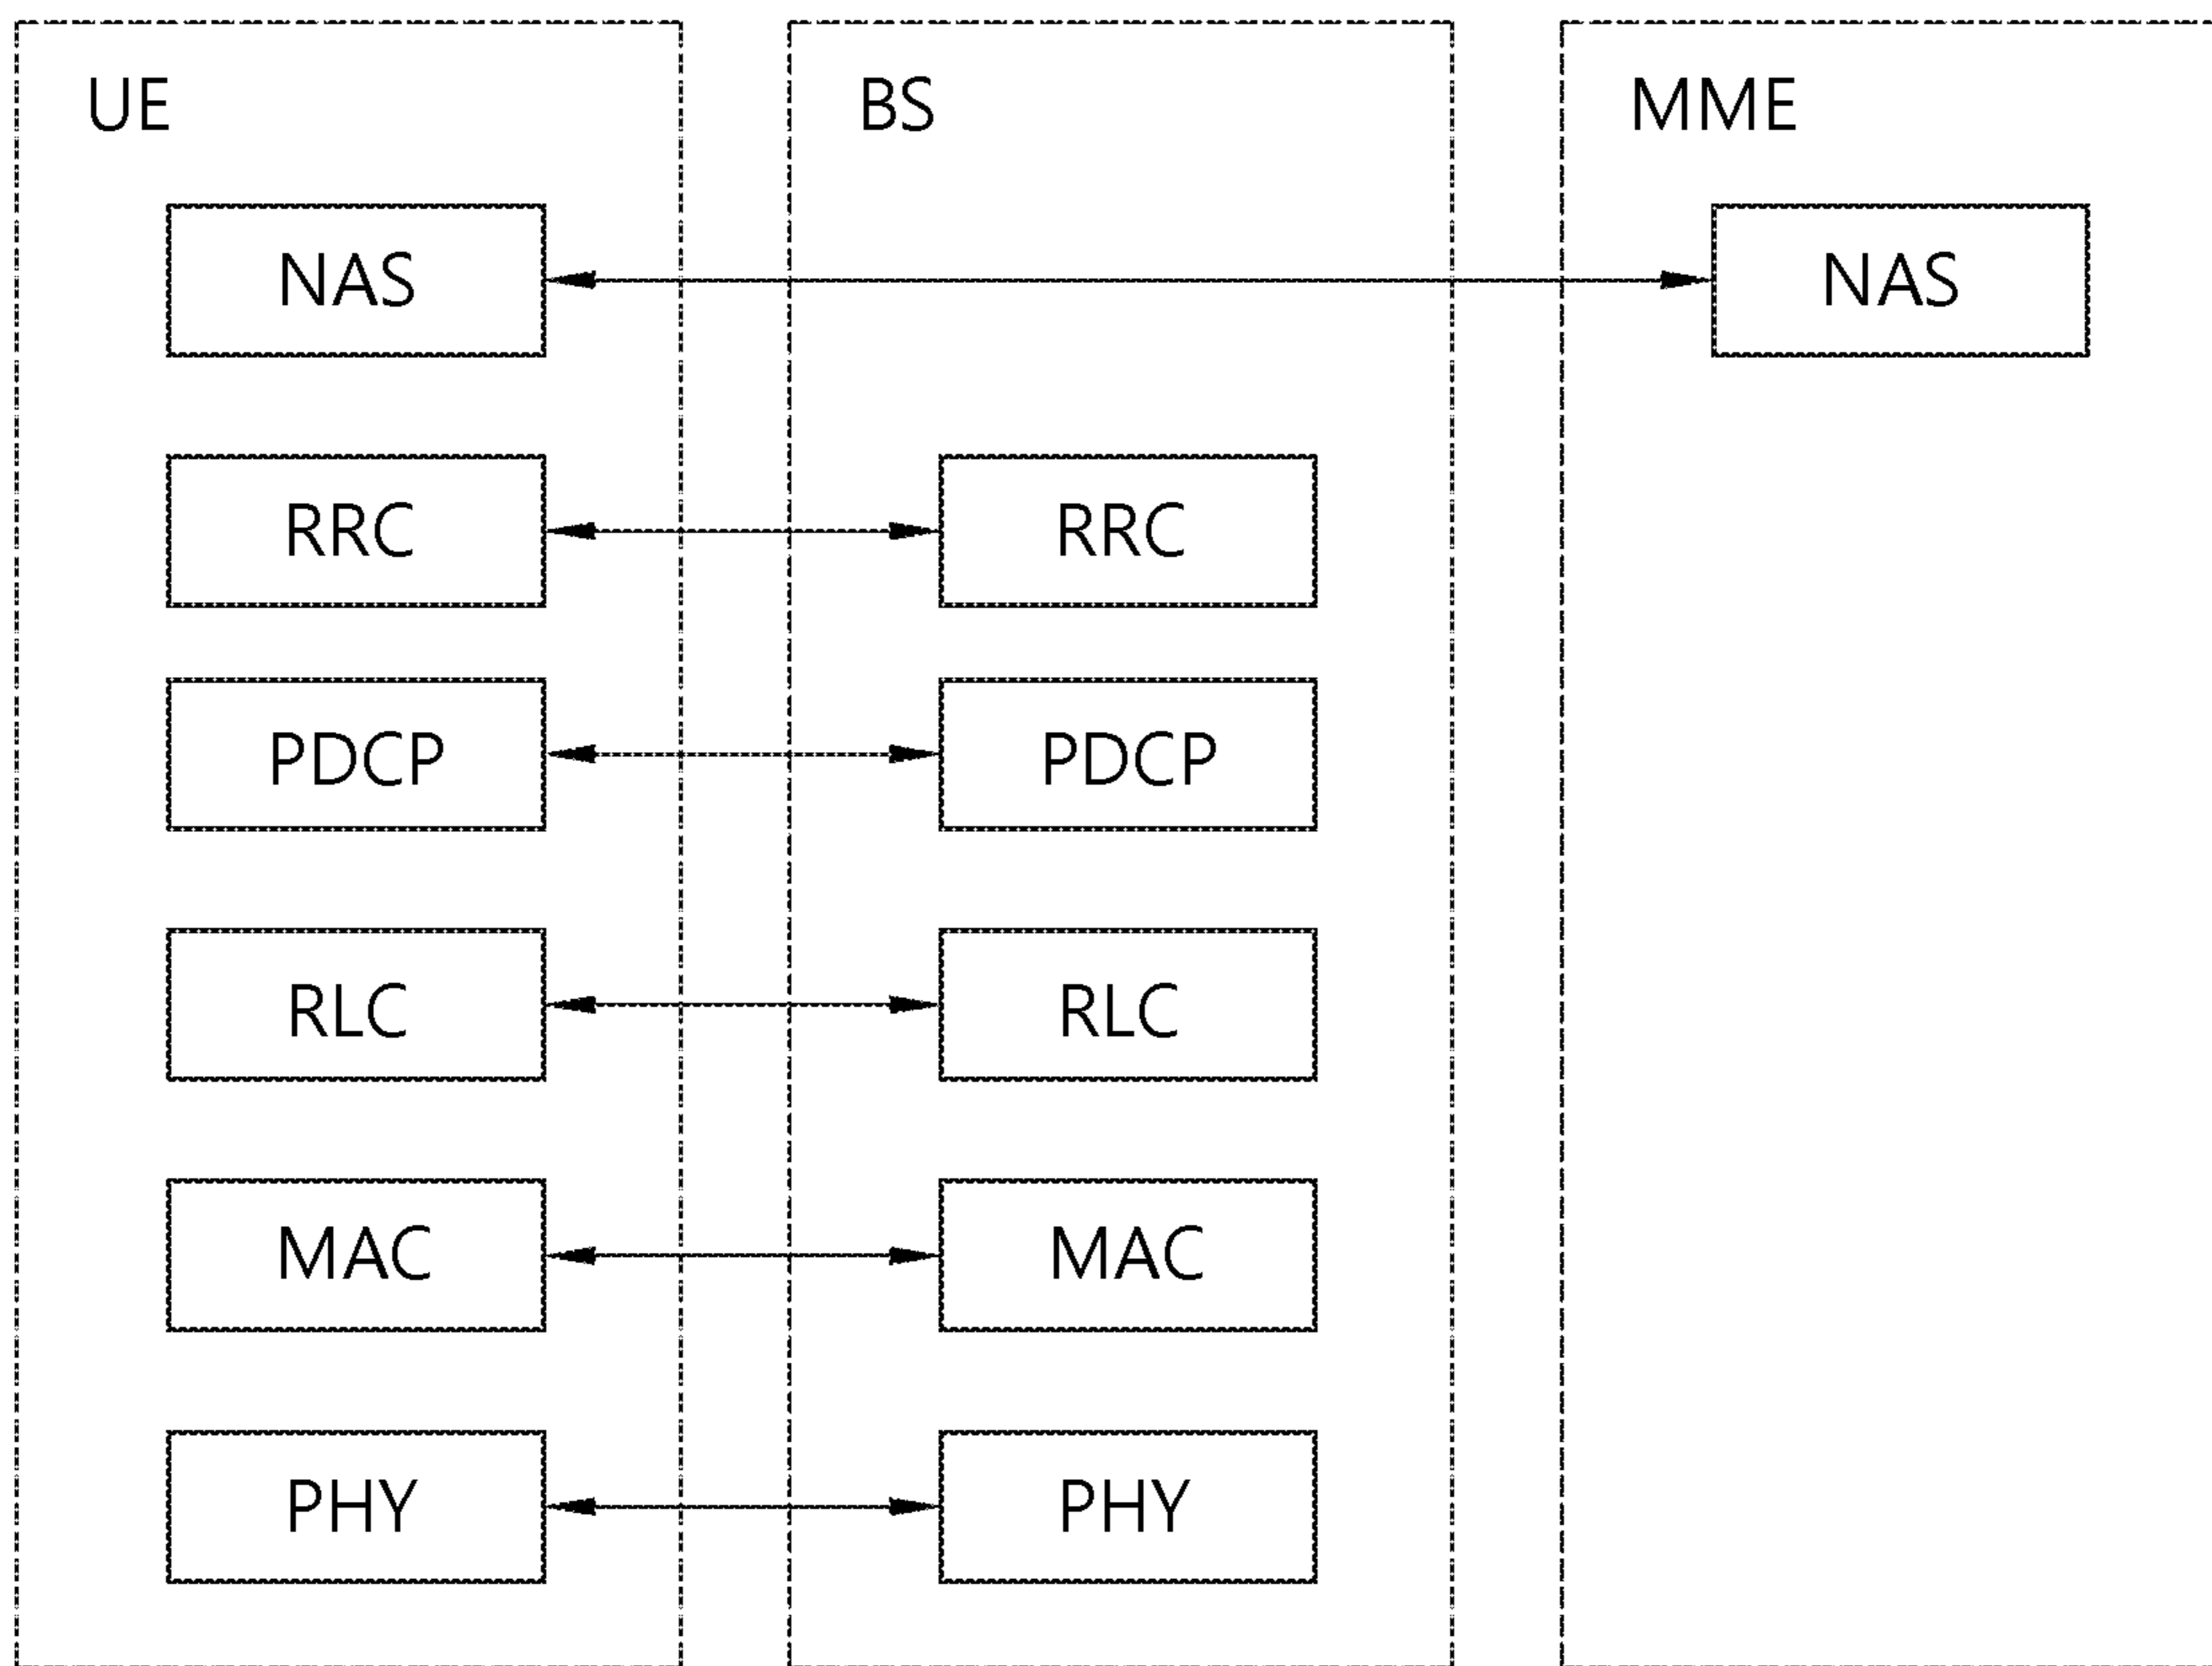 UE
BS
MME
NAS
NAS
RRC
RRC
PDCP
PDCP
RLC
RLC
MAC
MAC
PHY
PHY